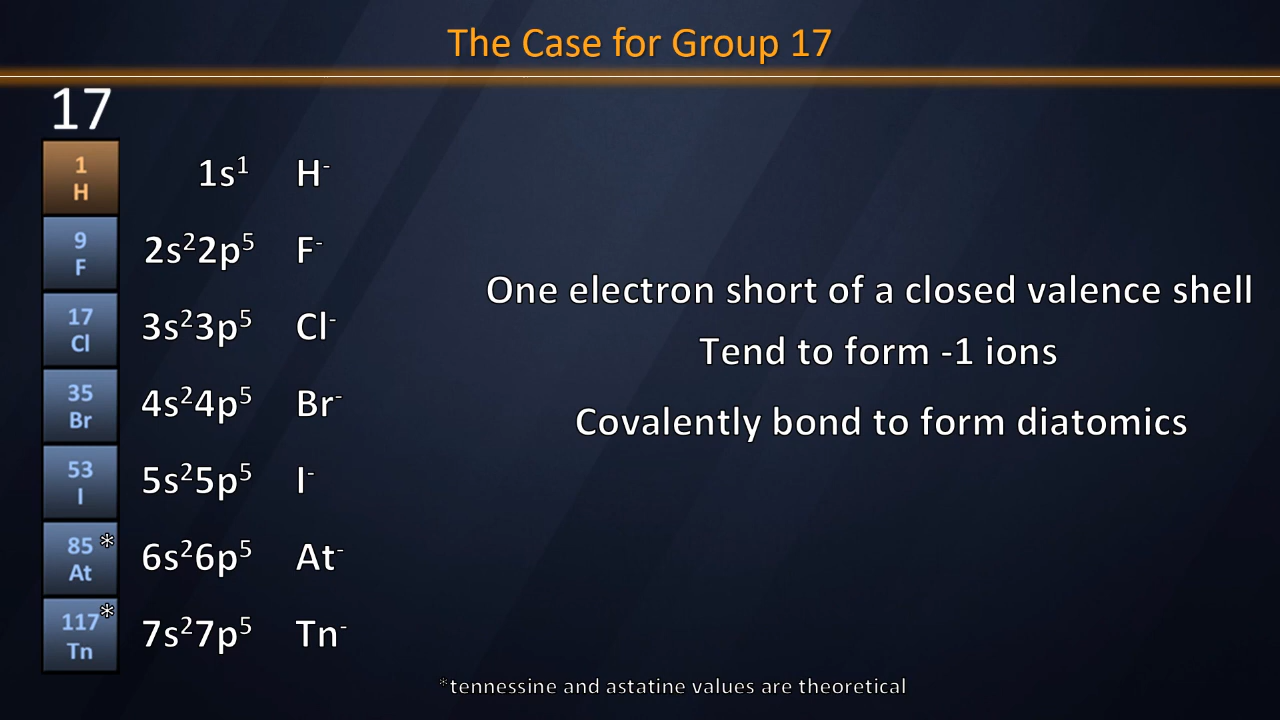 The Case for Group 17
17
1
H
1s¹ H⁻
9
F
2s²2p⁵ F⁻
17
Cl
3s²3p⁵ Cl⁻
35
Br
4s²4p⁵ Br⁻
53
I
5s²5p⁵ I⁻
85 *
At
6s²6p⁵ At⁻
117*
Tn
7s²7p⁵ Tn⁻
One electron short of a closed valence shell
Tend to form -1 ions
Covalently bond to form diatomics
*tennessine and astatine values are theoretical